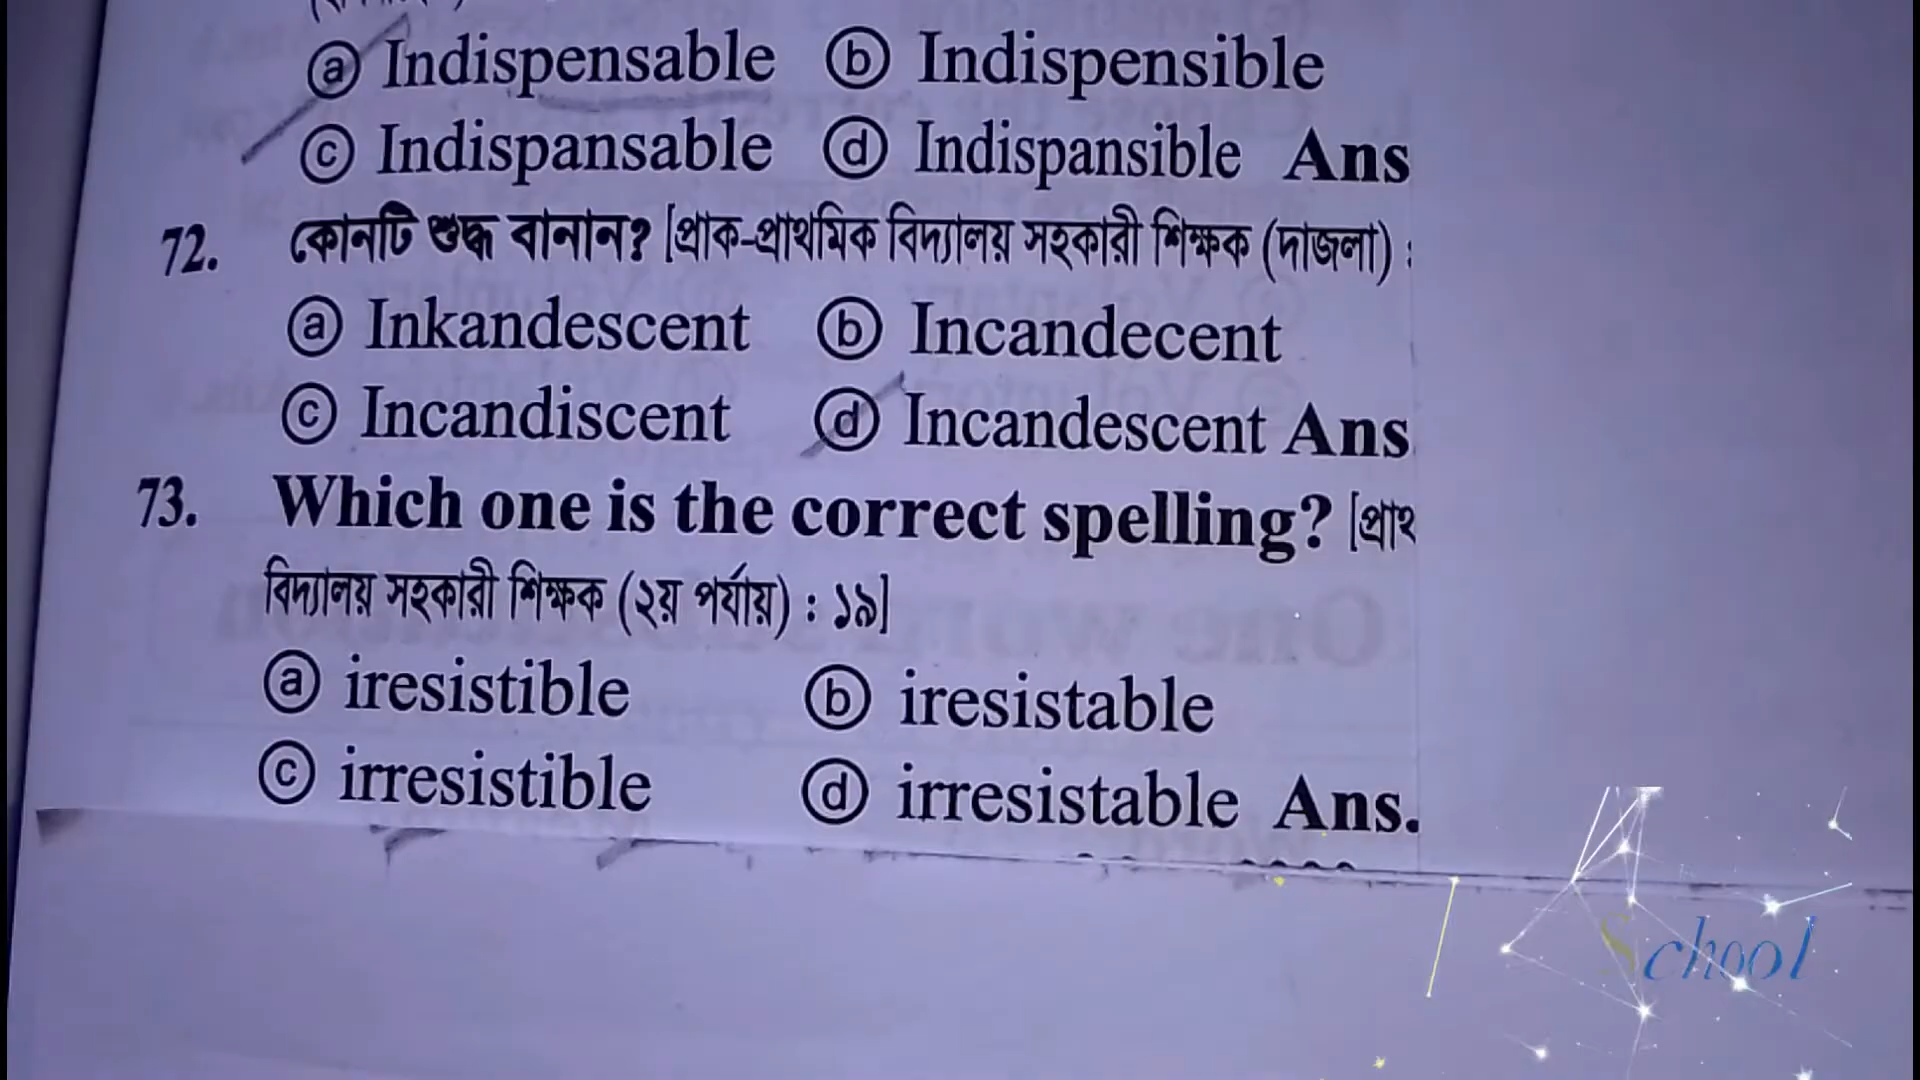 ⓐ Indispensable ⓑ Indispensible
ⓒ Indispansable ⓓ Indispansible Ans
72. কোনটি শুদ্ধ বানান? [প্রাক-প্রাথমিক বিদ্যালয় সহকারী শিক্ষক (দাজলা) :
ⓐ Inkandescent ⓑ Incandecent
ⓒ Incandiscent ⓓ Incandescent Ans
73. Which one is the correct spelling? [প্রাথ
বিদ্যালয় সহকারী শিক্ষক (২য় পর্যায়) : ১৯]
ⓐ iresistible ⓑ iresistable
ⓒ irresistible ⓓ irresistable Ans.
School